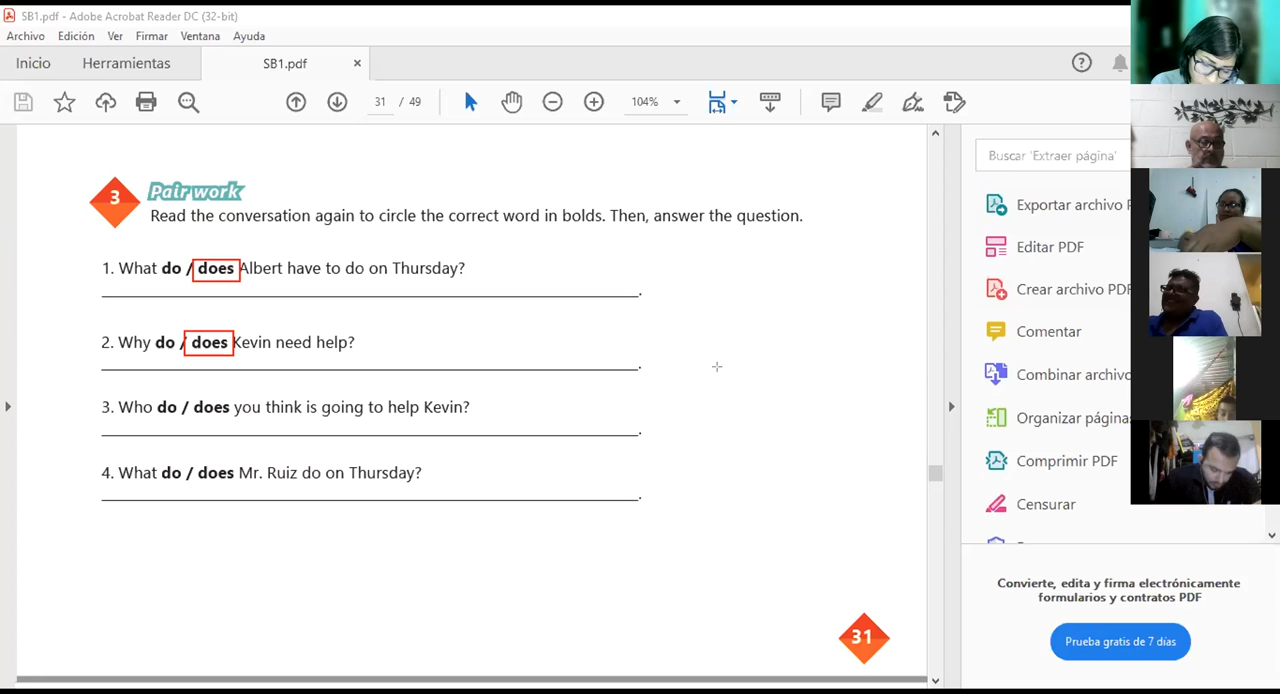 SB1.pdf - Adobe Acrobat Reader DC (32-bit)
Archivo Edición Ver Firmar Ventana Ayuda
Inicio Herramientas SB1.pdf ×
31 / 49 104%
3 Pair work
Read the conversation again to circle the correct word in bolds. Then, answer the question.
1. What do / does Albert have to do on Thursday?
.
2. Why do / does Kevin need help?
.
3. Who do / does you think is going to help Kevin?
.
4. What do / does Mr. Ruiz do on Thursday?
.
31
Buscar 'Extraer página'
Exportar archivo P
Editar PDF
Crear archivo PDF
Comentar
Combinar archivo
Organizar página
Comprimir PDF
Censurar
Convierte, edita y firma electrónicamente
formularios y contratos PDF
Prueba gratis de 7 días